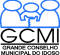 GCMI
GRANDE CONSELHO
MUNICIPAL DO IDOSO